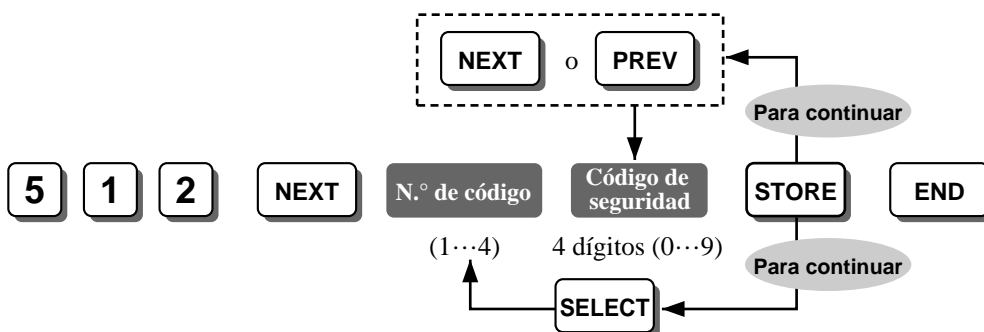 NEXT o PREV
Para continuar
5 1 2 NEXT N.° de código Código de seguridad STORE END
(1···4) 4 dígitos (0···9)
Para continuar
SELECT